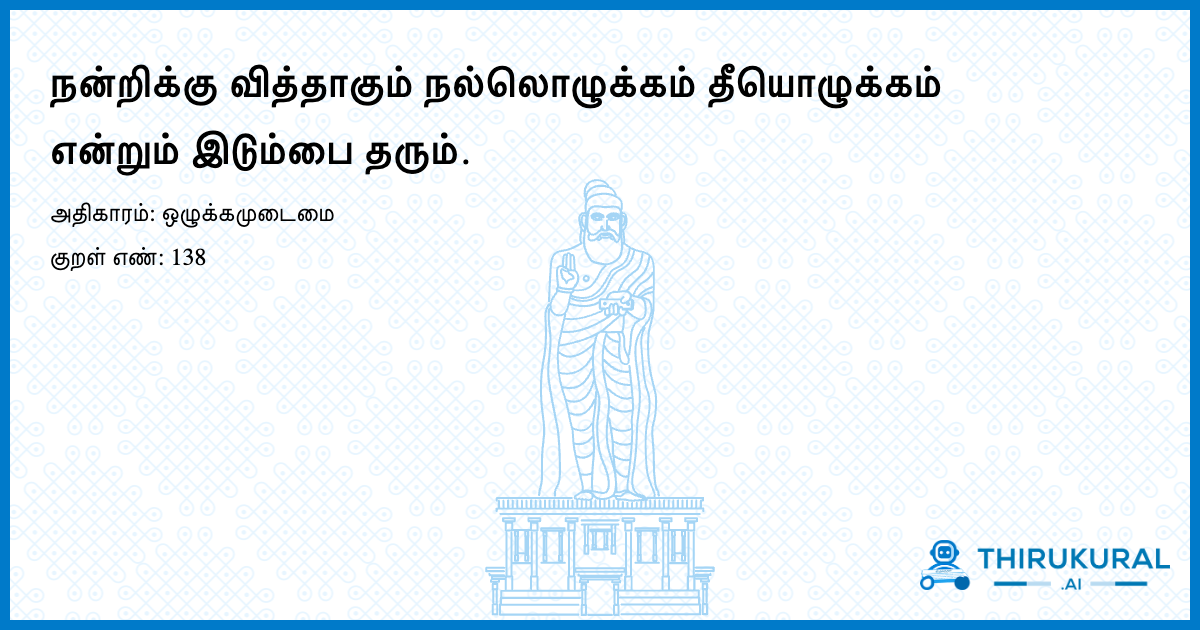 நன்றிக்கு வித்தாகும் நல்லொழுக்கம் தீயொழுக்கம்
என்றும் இடும்பை தரும்.
அதிகாரம்: ஒழுக்கமுடைமை
குறள் எண்: 138
THIRUKURAL
.AI